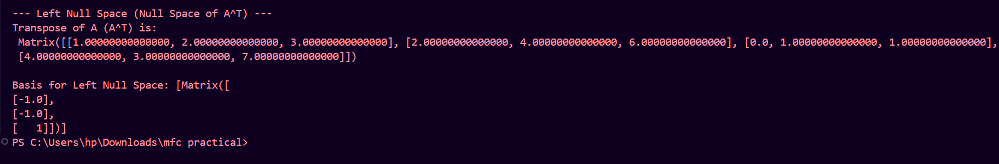 --- Left Null Space (Null Space of A^T) ---
Transpose of A (A^T) is:
 Matrix([[1.00000000000000, 2.00000000000000, 3.00000000000000], [2.00000000000000, 4.00000000000000, 6.00000000000000], [0.0, 1.00000000000000, 1.00000000000000],
 [4.00000000000000, 3.00000000000000, 7.00000000000000]])

Basis for Left Null Space: [Matrix([
[-1.0],
[-1.0],
[   1]])]
PS C:\Users\hp\Downloads\mfc practical>